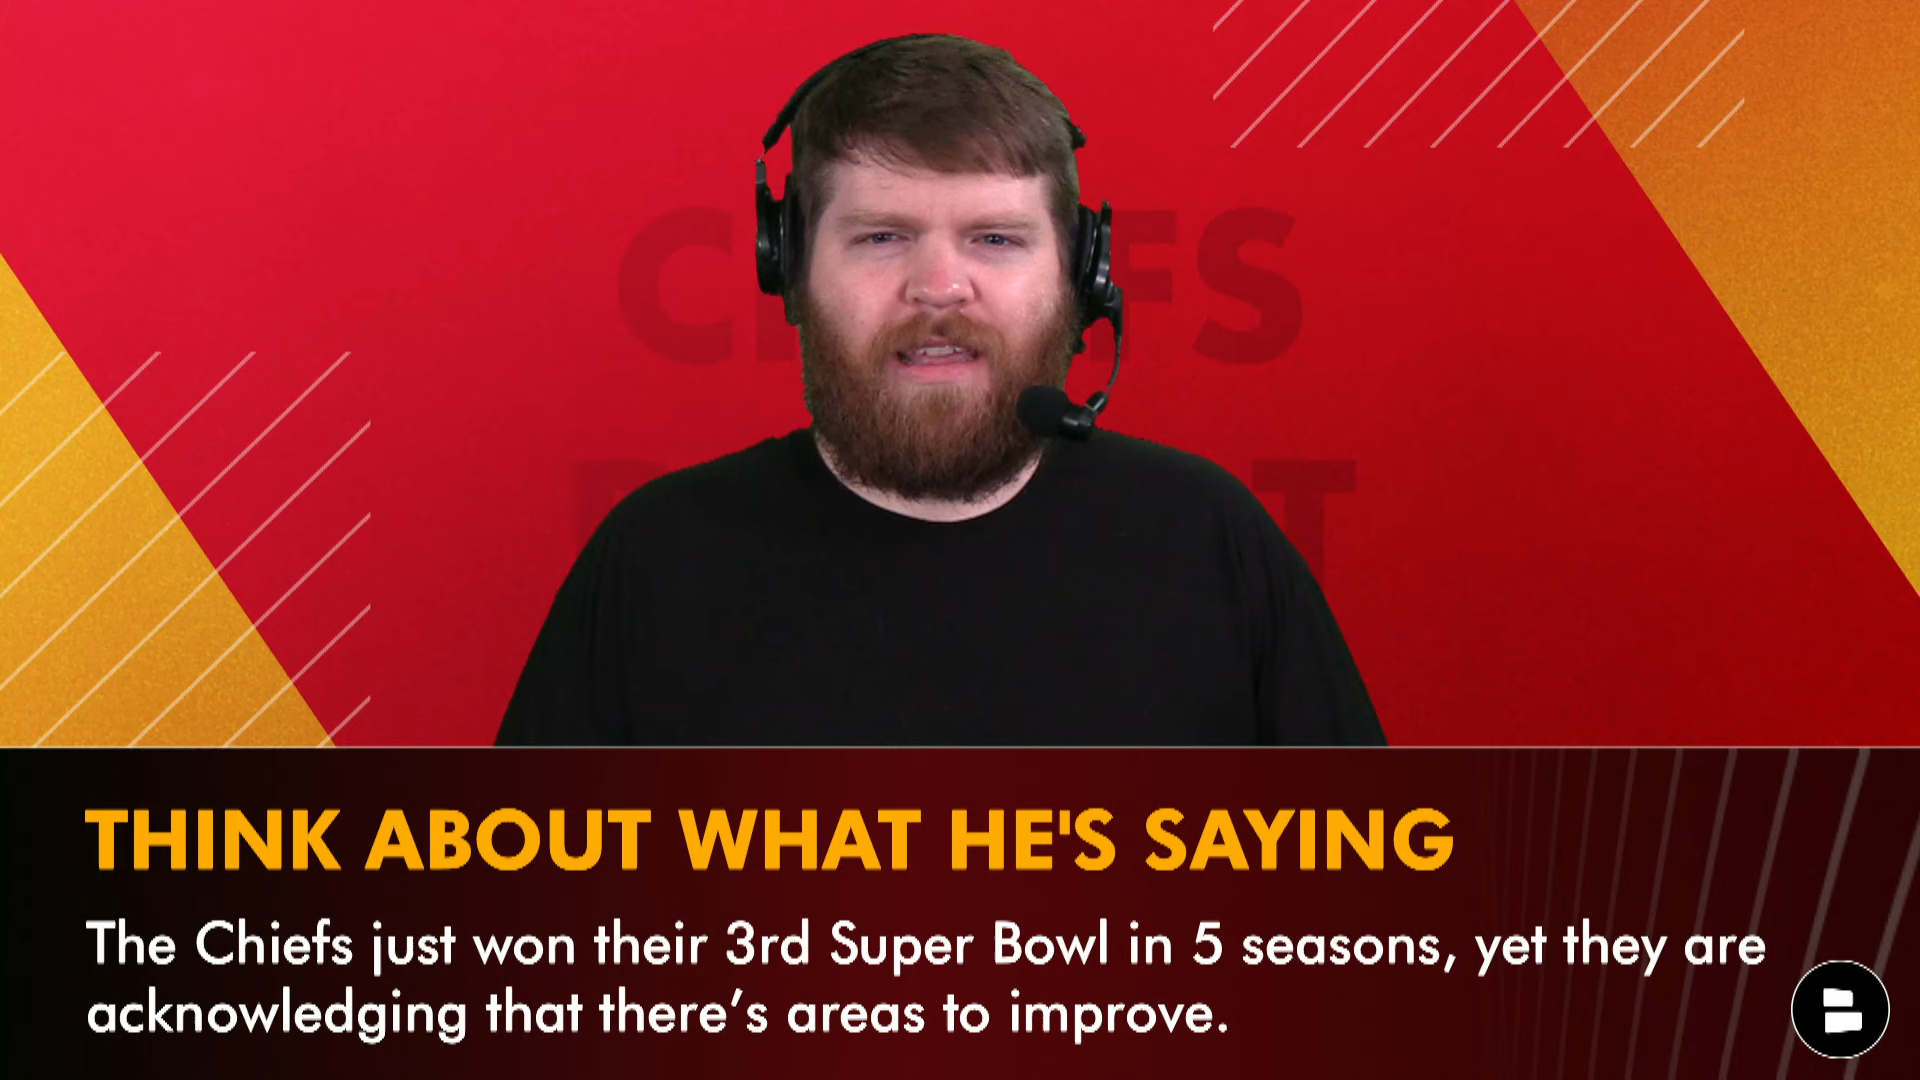 CHIEFS
THINK ABOUT WHAT HE'S SAYING
The Chiefs just won their 3rd Super Bowl in 5 seasons, yet they are
acknowledging that there’s areas to improve.